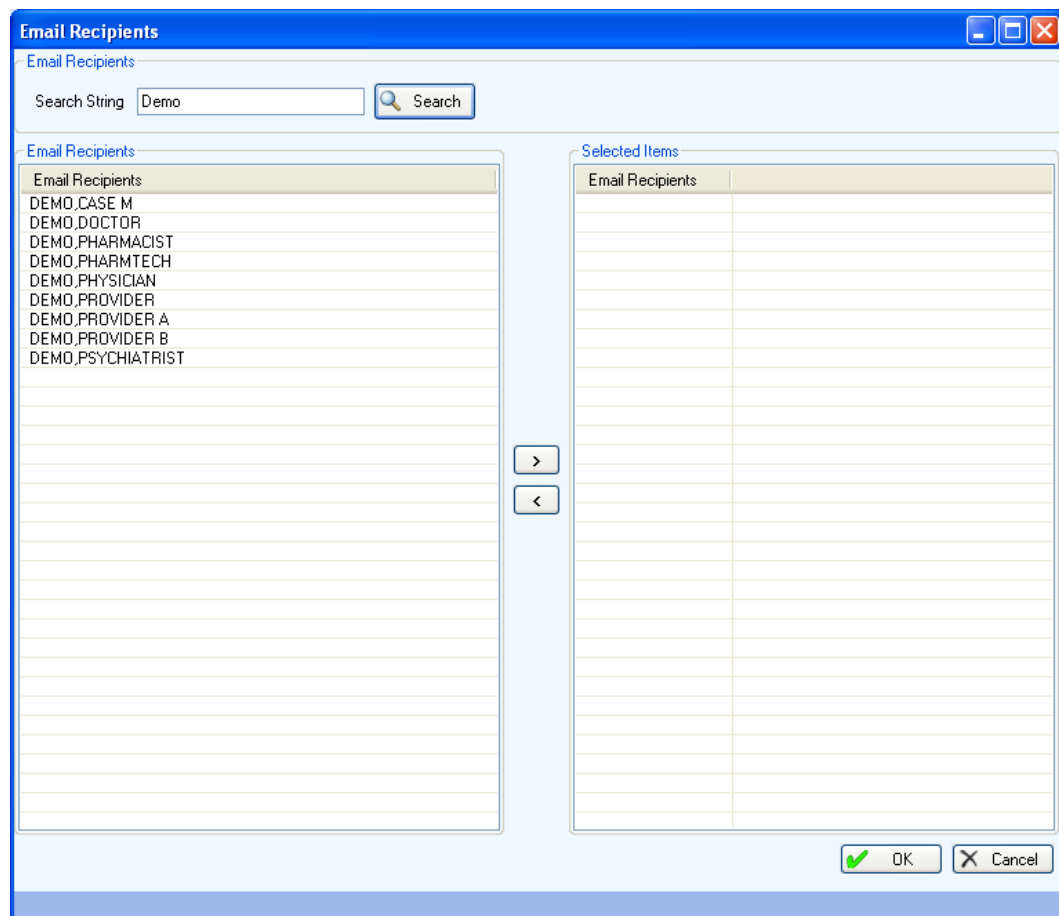 Email Recipients
Email Recipients
Search String Demo Search
Email Recipients
Email Recipients
DEMO,CASE M
DEMO,DOCTOR
DEMO,PHARMACIST
DEMO,PHARMTECH
DEMO,PHYSICIAN
DEMO,PROVIDER
DEMO,PROVIDER A
DEMO,PROVIDER B
DEMO,PSYCHIATRIST
>
<
Selected Items
Email Recipients
OK Cancel